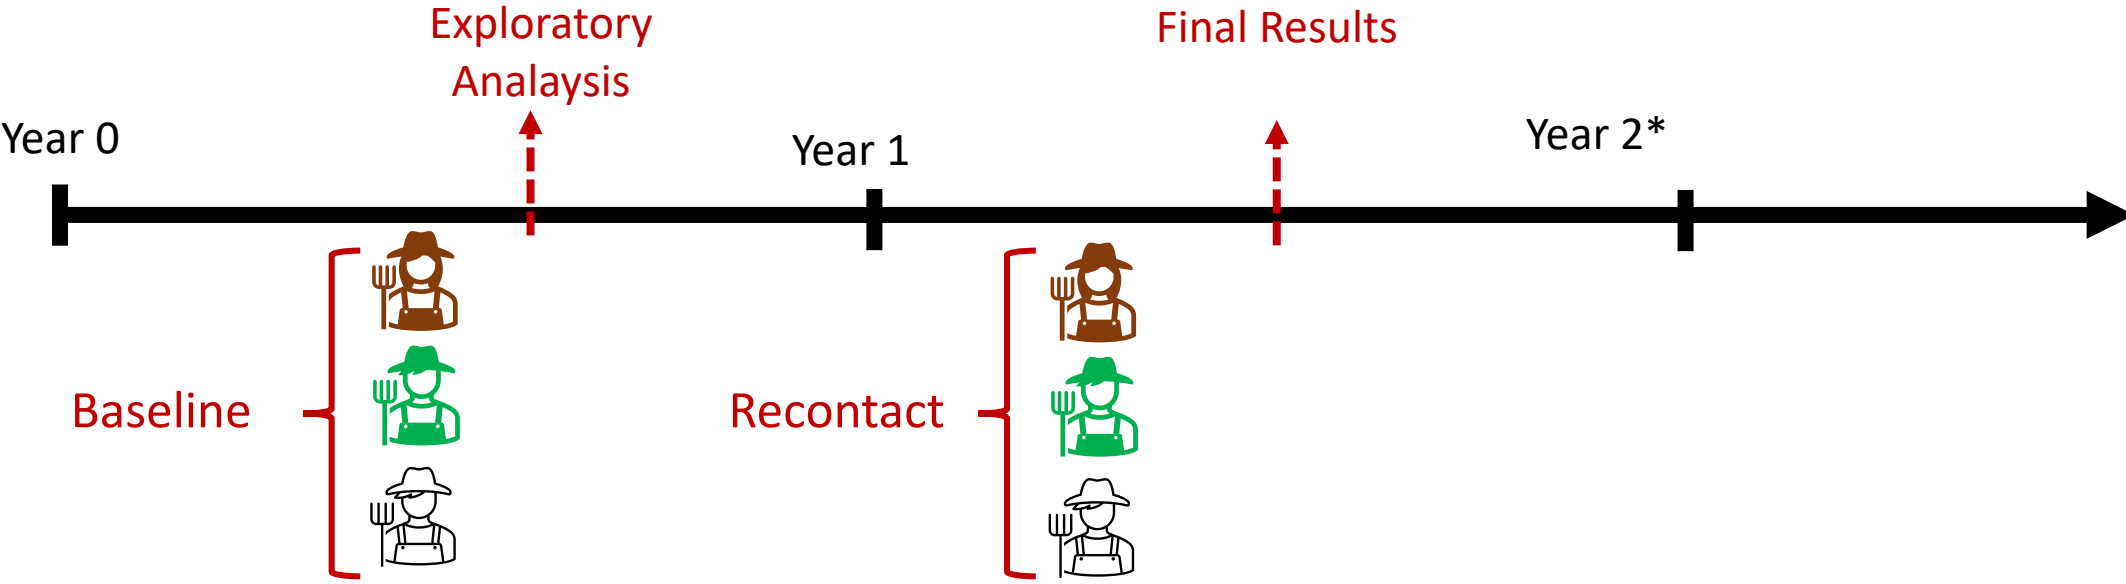 Exploratory
Analaysis
Final Results
Year 0
Year 1
Year 2*
Baseline
Recontact